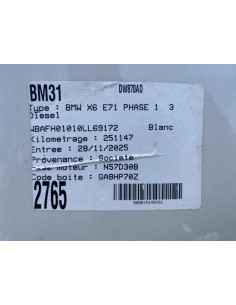 BM31 DW870AD
Type : BMW X6 E71 PHASE 1 3
Diesel
WBAFH01010LL69172 Blanc
Kilometrage : 251147
Entree : 28/11/2025
Provenance : Societe
Code moteur : N57D30B
Code boite : GA8HP70Z
2765